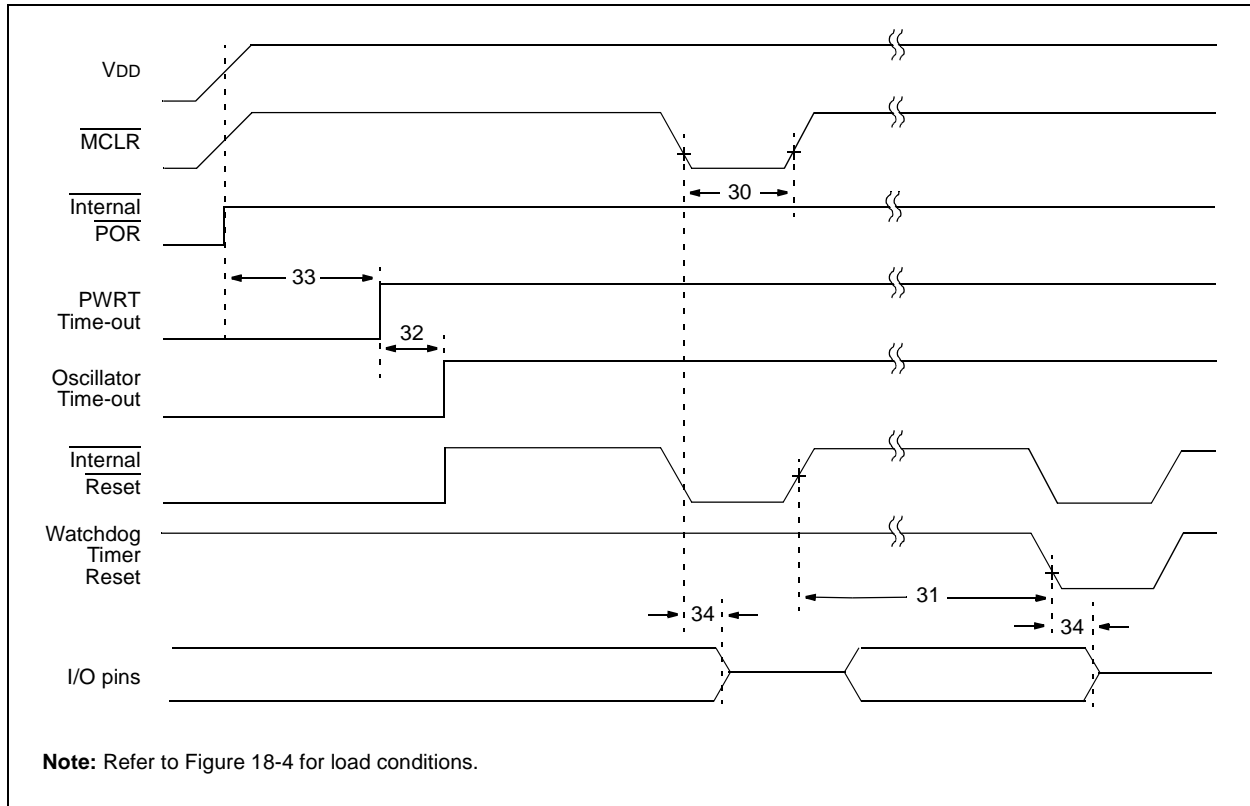 VDD
MCLR
30
Internal
POR
33
PWRT
Time-out
32
Oscillator
Time-out
Internal
Reset
Watchdog
Timer
Reset
31
34
34
I/O pins
Note: Refer to Figure 18-4 for load conditions.